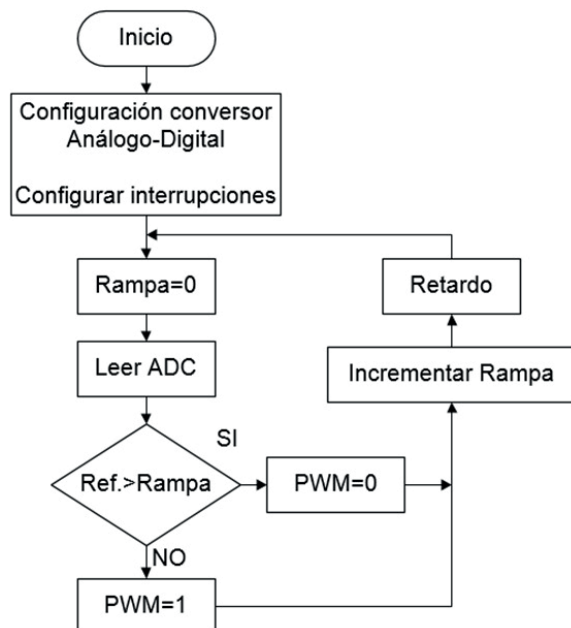 Inicio
Configuración conversor
Análogo-Digital
Configurar interrupciones
Rampa=0
Retardo
Leer ADC
Incrementar Rampa
SI
Ref.>Rampa
PWM=0
NO
PWM=1